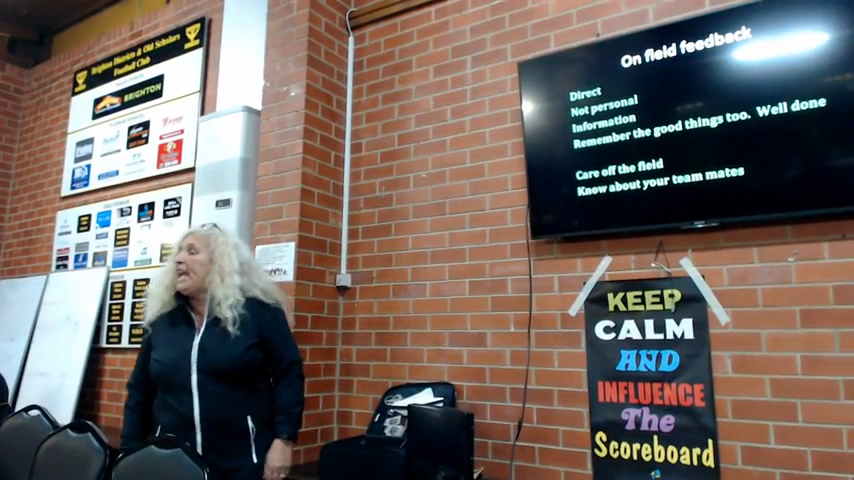 Brighton Districts & Old Scholars
Football Club
BRIGHTON
On field feedback
Direct
Not personal
Information
Remember the good things too. Well done
Care off the field
Know about your team mates
KEEP
CALM
AND
INFLUENCE
The
Scoreboard